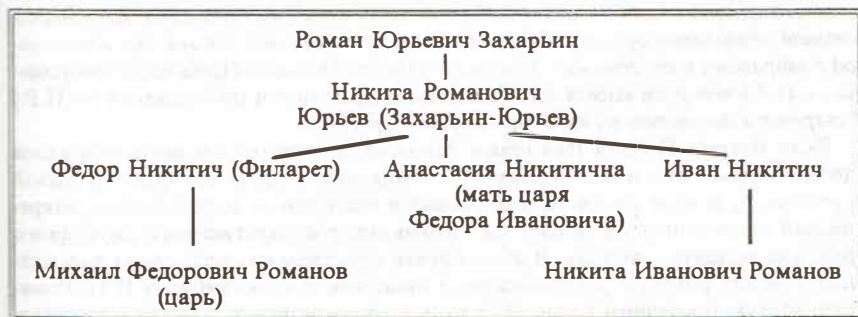 Роман Юрьевич Захарьин
Никита Романович
Юрьев (Захарьин-Юрьев)
Федор Никитич (Филарет) Анастасия Никитична Иван Никитич
(мать царя
Федора Ивановича)
Михаил Федорович Романов Никита Иванович Романов
(царь)